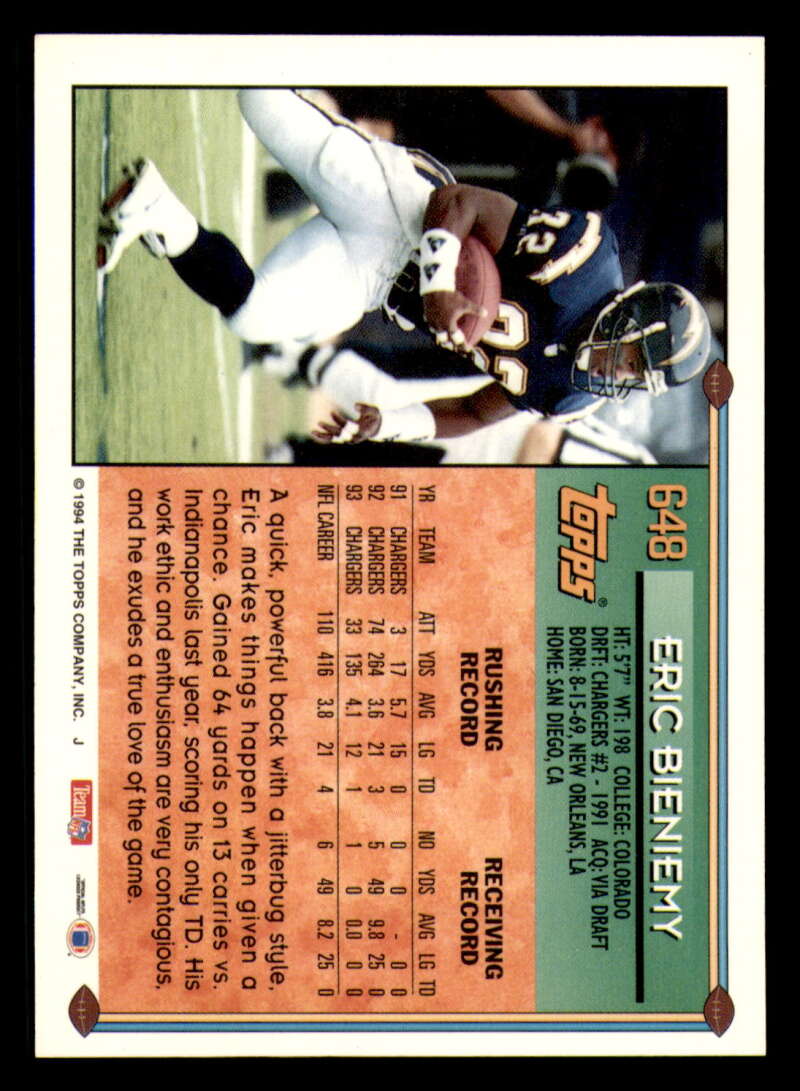 648
ERIC BIENIEMY
topps®
HT: 5'7" WT: 198 COLLEGE: COLORADO
DRFT: CHARGERS #2 - 1991 ACQ: VIA DRAFT
BORN: 8-15-69, NEW ORLEANS, LA
HOME: SAN DIEGO, CA
RUSHING RECORD RECEIVING RECORD
YR TEAM ATT YDS AVG LG TD NO YDS AVG LG TD
91 CHARGERS 3 17 5.7 15 0 0 0 - 0 0
92 CHARGERS 74 264 3.6 21 3 5 49 9.8 25 0
93 CHARGERS 33 135 4.1 12 1 1 0 0.0 0 0
NFL CAREER 110 416 3.8 21 4 6 49 8.2 25 0
A quick, powerful back with a jitterbug style,
Eric makes things happen when given a
chance. Gained 64 yards on 13 carries vs.
Indianapolis last year, scoring his only TD. His
work ethic and enthusiasm are very contagious,
and he exudes a true love of the game.
© 1994 THE TOPPS COMPANY, INC. J
Team NFL
32
32